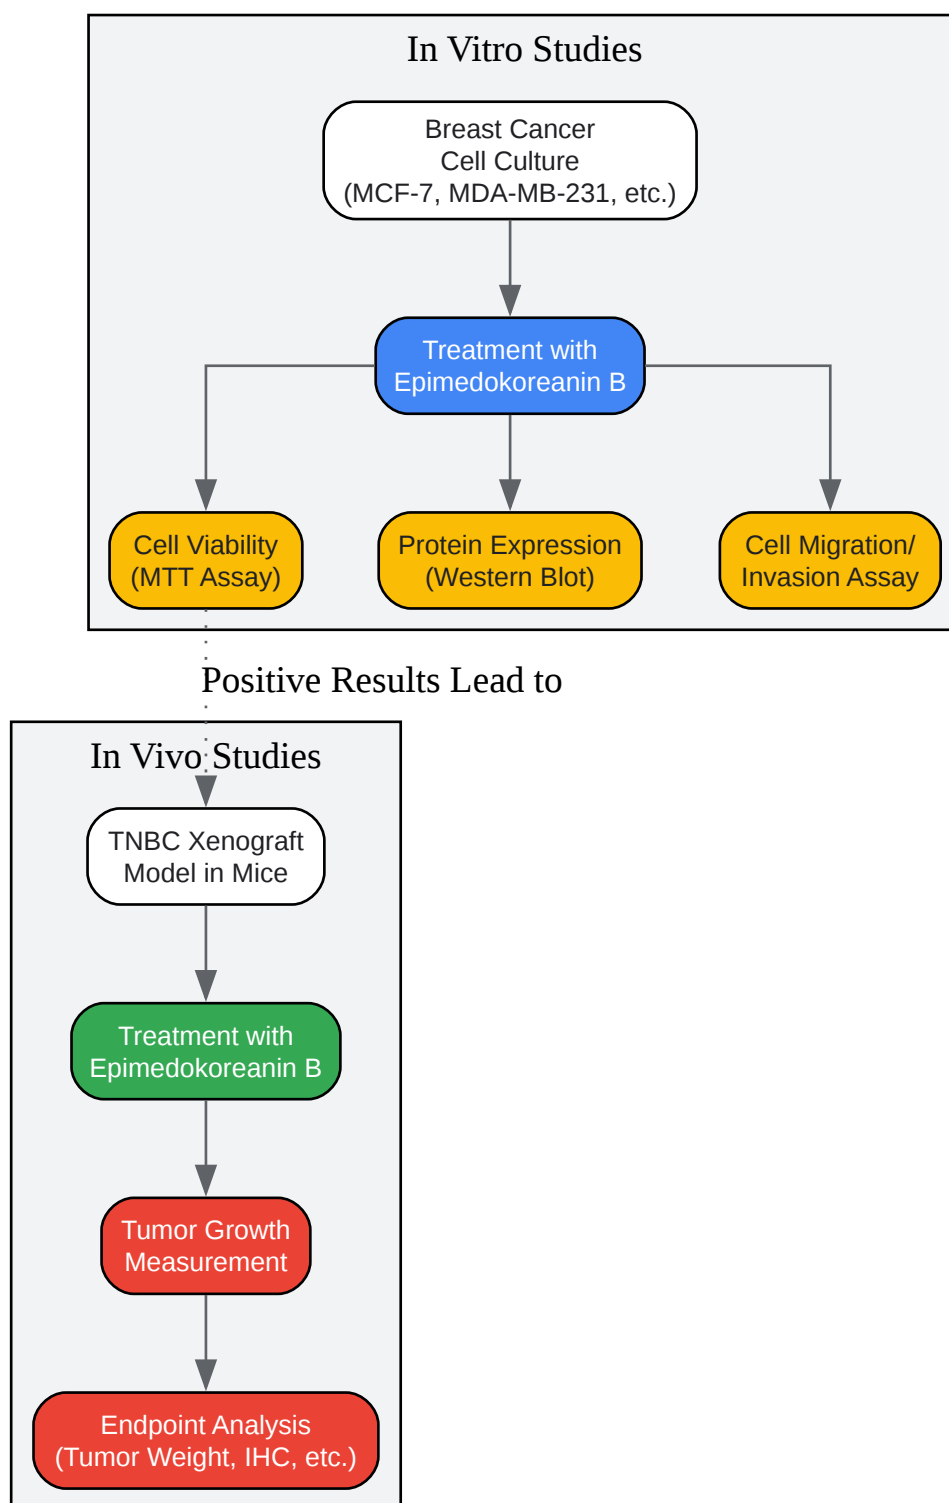 In Vitro Studies
Breast Cancer
Cell Culture
(MCF-7, MDA-MB-231, etc.)
Treatment with
Epimedokoreanin B
Cell Viability
(MTT Assay)
Protein Expression
(Western Blot)
Cell Migration/
Invasion Assay
Positive Results Lead to
In Vivo Studies
TNBC Xenograft
Model in Mice
Treatment with
Epimedokoreanin B
Tumor Growth
Measurement
Endpoint Analysis
(Tumor Weight, IHC, etc.)